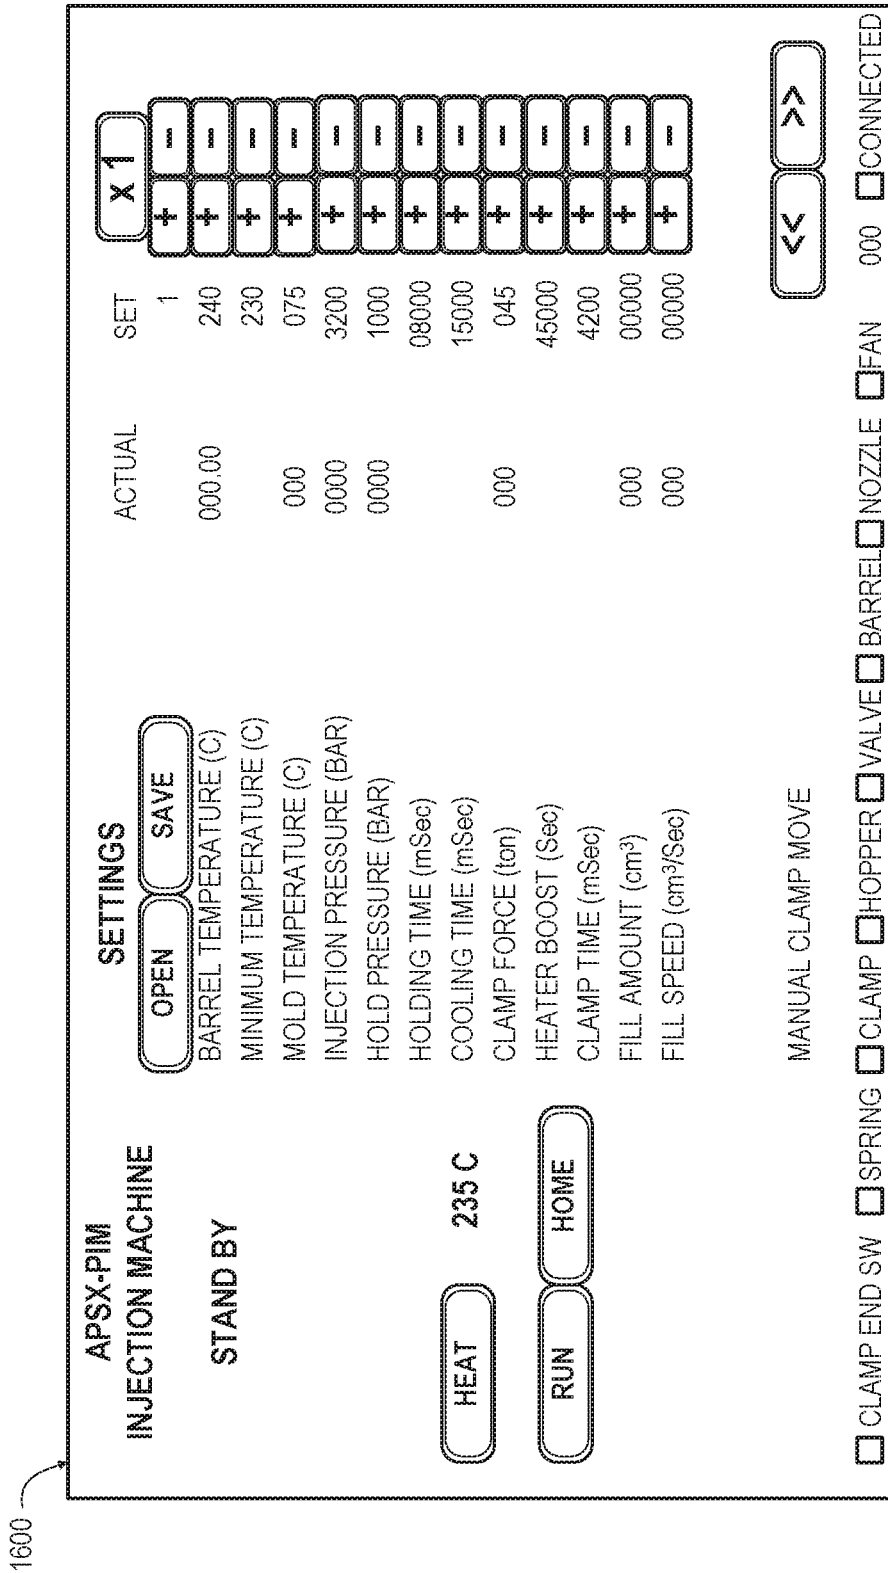 1600
APSX-PIM
INJECTION MACHINE
STAND BY
HEAT 235 C
RUN HOME
SETTINGS ACTUAL SET x 1
OPEN SAVE 1 + -
BARREL TEMPERATURE (C) 000.00 240 + -
MINIMUM TEMPERATURE (C) 230 + -
MOLD TEMPERATURE (C) 000 075 + -
INJECTION PRESSURE (BAR) 0000 3200 + -
HOLD PRESSURE (BAR) 0000 1000 + -
HOLDING TIME (mSec) 08000 + -
COOLING TIME (mSec) 15000 + -
CLAMP FORCE (ton) 000 045 + -
HEATER BOOST (Sec) 45000 + -
CLAMP TIME (mSec) 4200 + -
FILL AMOUNT (cm³) 000 00000 + -
FILL SPEED (cm³/Sec) 000 00000 + -
MANUAL CLAMP MOVE << >>
CLAMP END SW SPRING CLAMP HOPPER VALVE BARREL NOZZLE FAN 000 CONNECTED